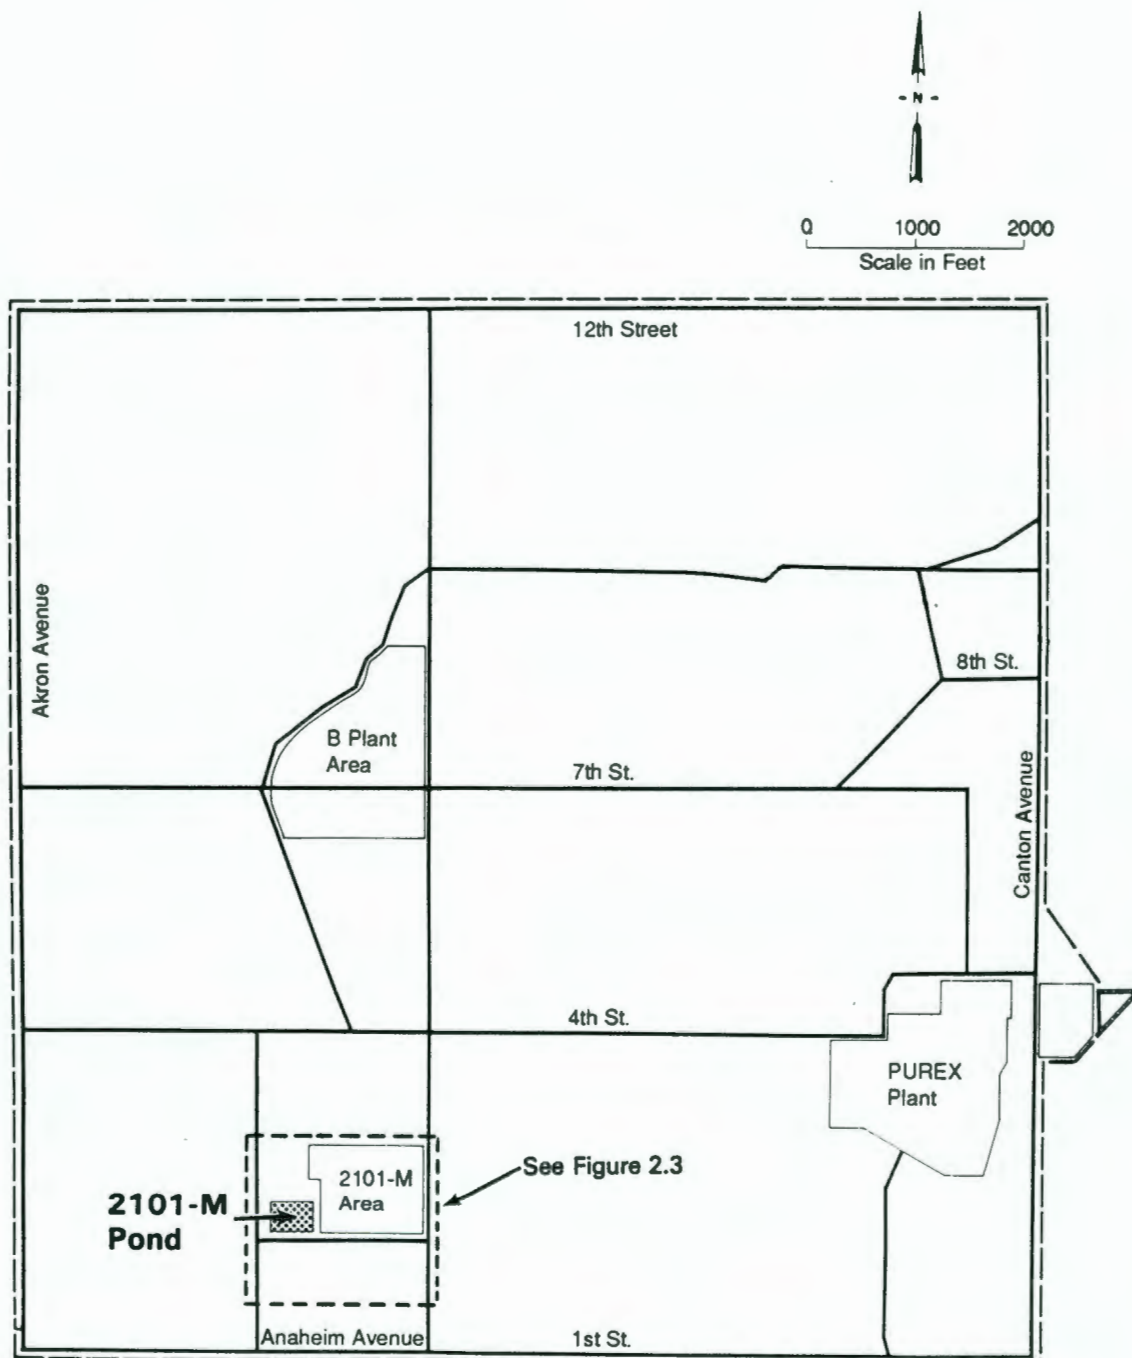 N
0 1000 2000
Scale in Feet
12th Street
Akron Avenue
8th St.
B Plant
Area
7th St.
Canton Avenue
4th St.
PUREX
Plant
See Figure 2.3
2101-M
Area
2101-M
Pond
Anaheim Avenue
1st St.